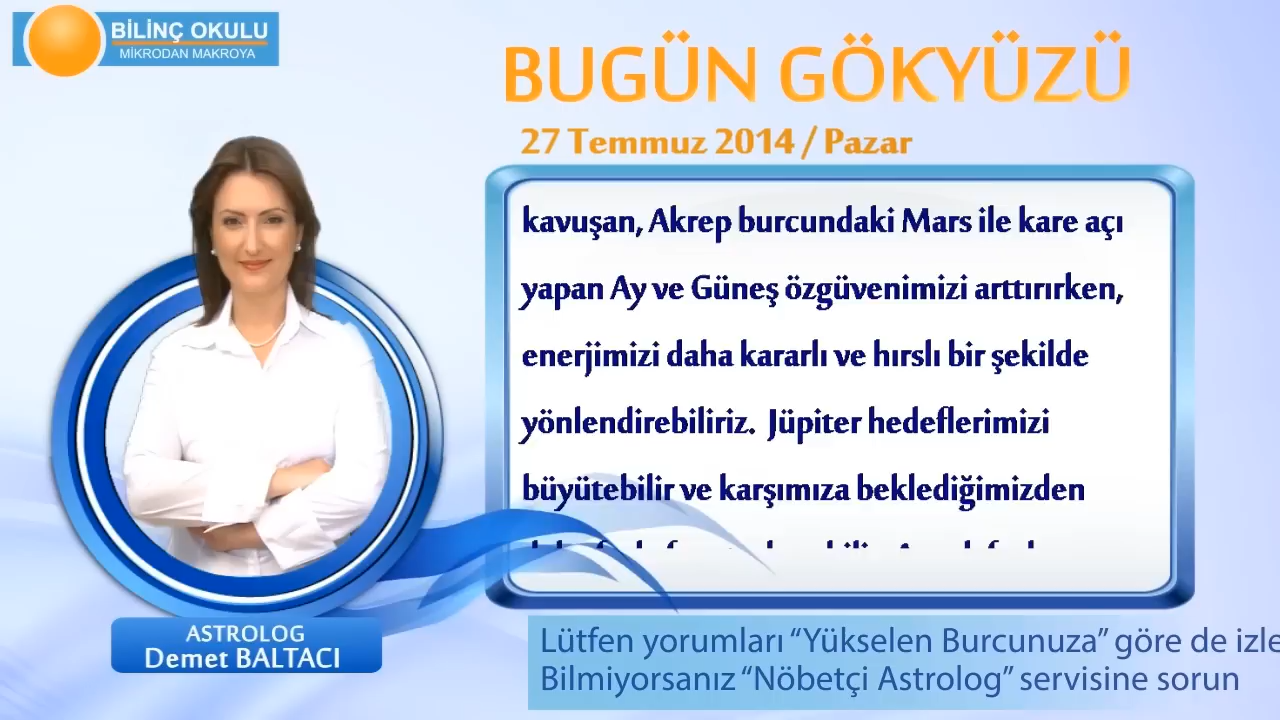 BİLİNÇ OKULU
MİKRODAN MAKROYA
BUGÜN GÖKYÜZÜ
27 Temmuz 2014 / Pazar
kavuşan, Akrep burcundaki Mars ile kare açı
yapan Ay ve Güneş özgüvenimizi arttırırken,
enerjimizi daha kararlı ve hırslı bir şekilde
yönlendirebiliriz. Jüpiter hedeflerimizi
büyütebilir ve karşımıza beklediğimizden
ASTROLOG
Demet BALTACI
Lütfen yorumları “Yükselen Burcunuza” göre de izle
Bilmiyorsanız “Nöbetçi Astrolog” servisine sorun